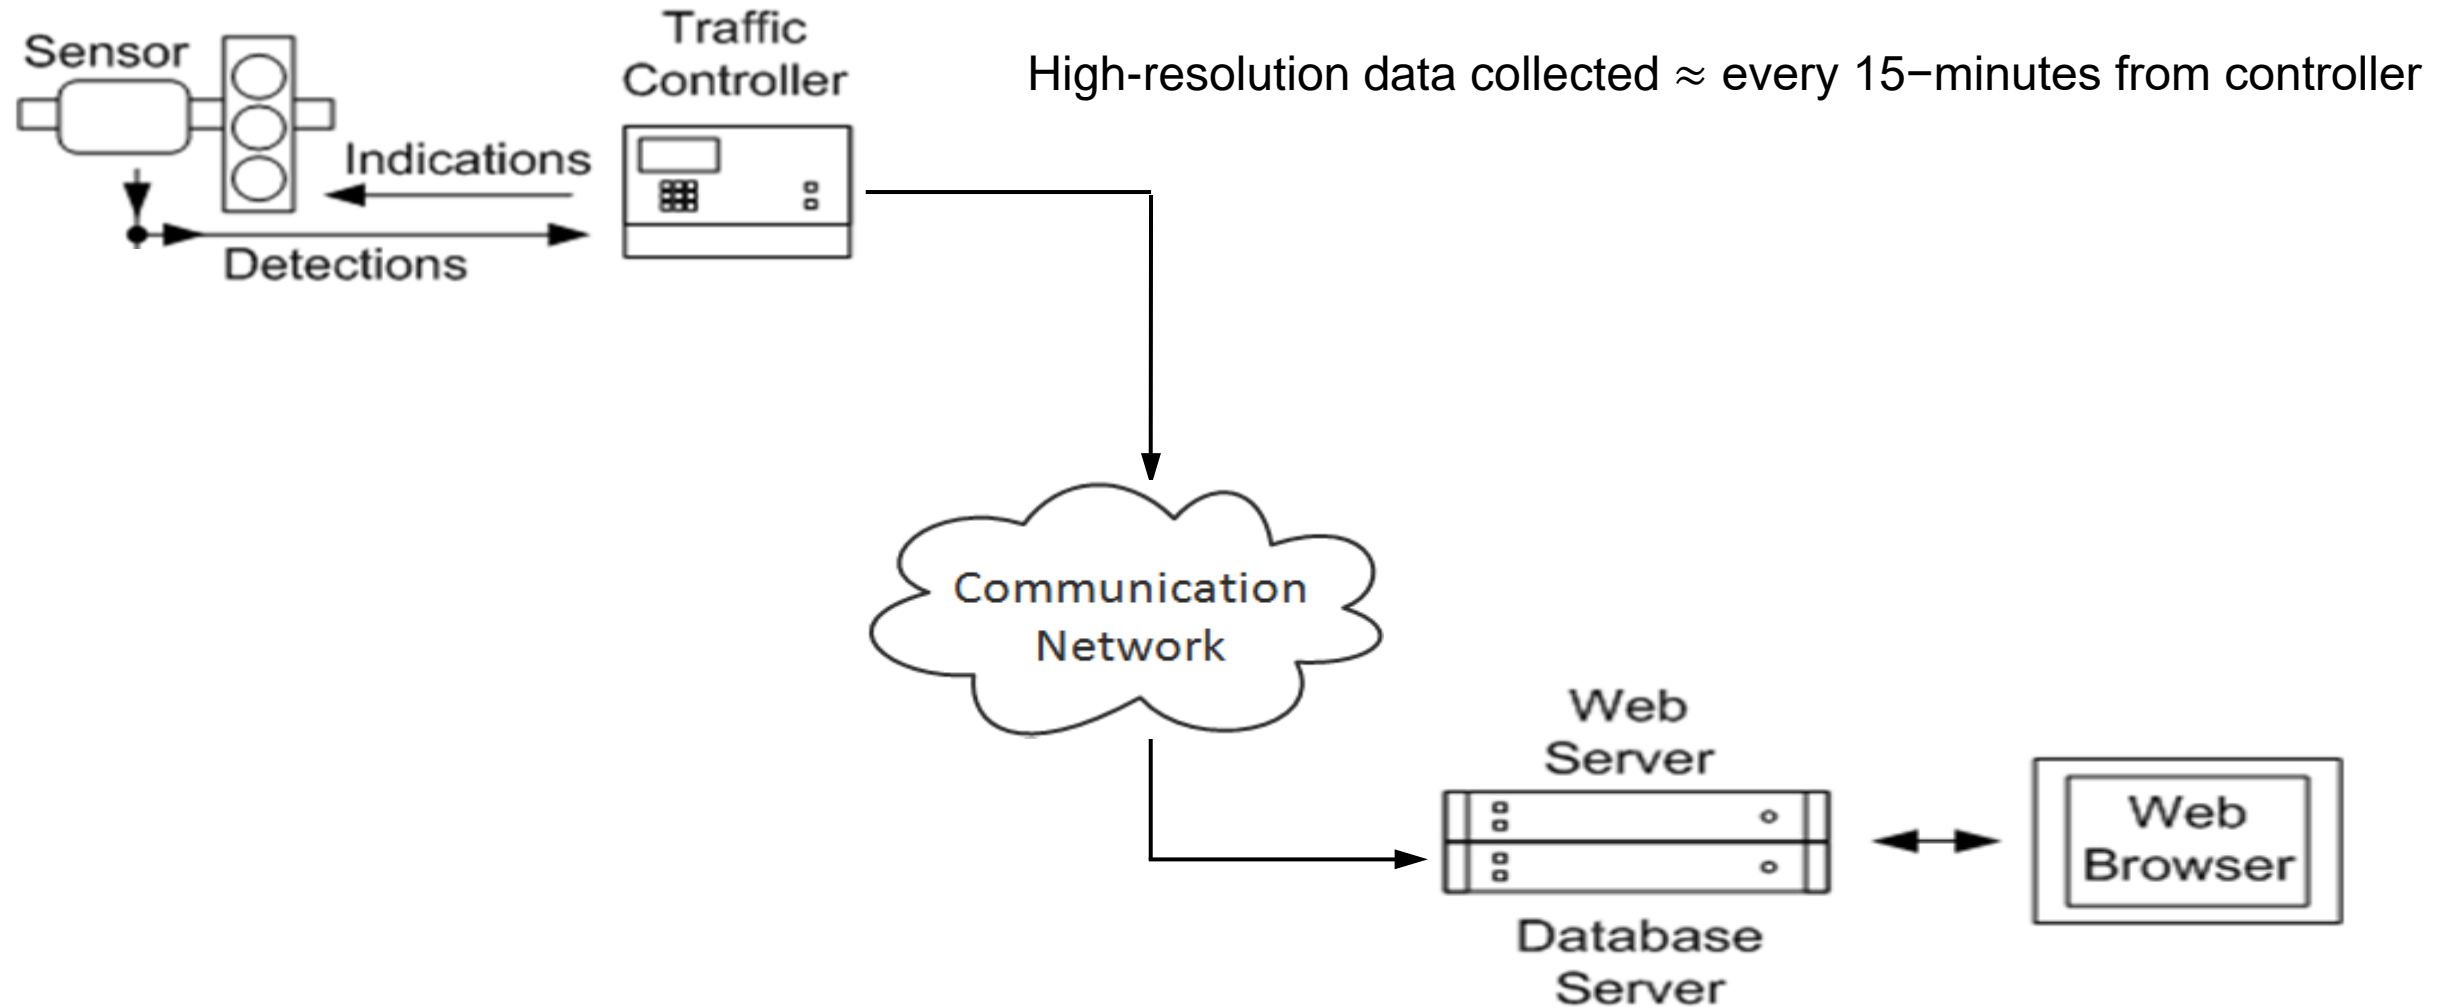 Sensor
Traffic
Controller
High-resolution data collected ≈ every 15−minutes from controller
Indications
Detections
Communication
Network
Web
Server
Web
Browser
Database
Server